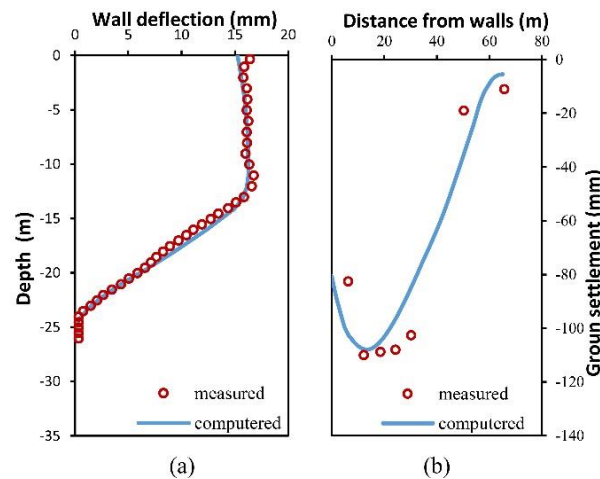 Wall deflection (mm)
0 5 10 15 20
0
-5
-10
-15
-20
-25
-30
-35
Depth (m)
measured
computered
(a)
Distance from walls (m)
0 20 40 60 80
0
-20
-40
-60
-80
-100
-120
-140
Groun settlement (mm)
measured
computered
(b)